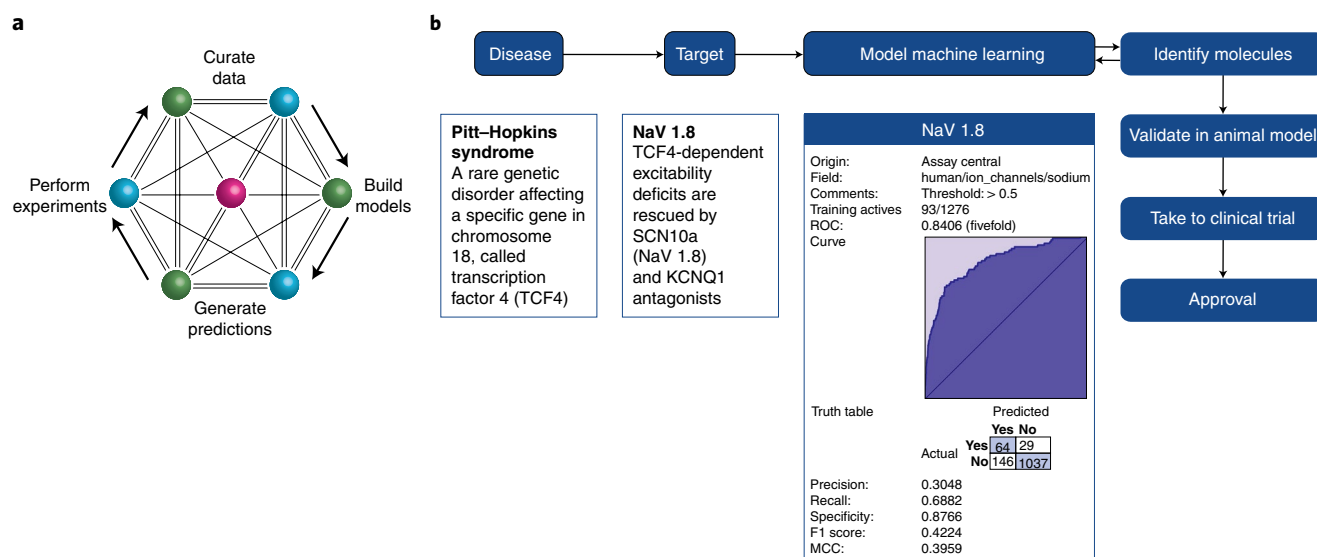 a
Curate
data
Perform
experiments
Build
models
Generate
predictions
b
Disease
Target
Model machine learning
Identify molecules
Validate in animal model
Take to clinical trial
Approval
Pitt–Hopkins
syndrome
A rare genetic
disorder affecting
a specific gene in
chromosome
18, called
transcription
factor 4 (TCF4)
NaV 1.8
TCF4-dependent
excitability
deficits are
rescued by
SCN10a
(NaV 1.8)
and KCNQ1
antagonists
NaV 1.8
Origin: Assay central
Field: human/ion_channels/sodium
Comments: Threshold: > 0.5
Training actives 93/1276
ROC: 0.8406 (fivefold)
Curve
Truth table Predicted
Yes No
Actual Yes 64 29
No 146 1037
Precision: 0.3048
Recall: 0.6882
Specificity: 0.8766
F1 score: 0.4224
MCC: 0.3959